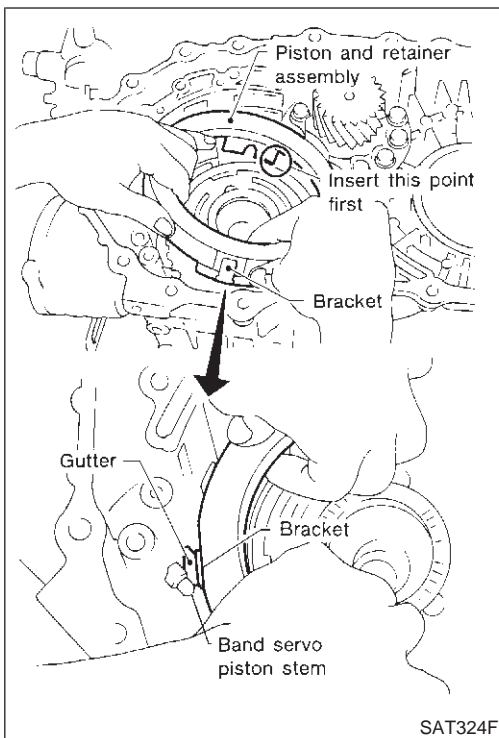 Piston and retainer
assembly
Insert this point
first
Bracket
Gutter
Bracket
Band servo
piston stem
SAT324F